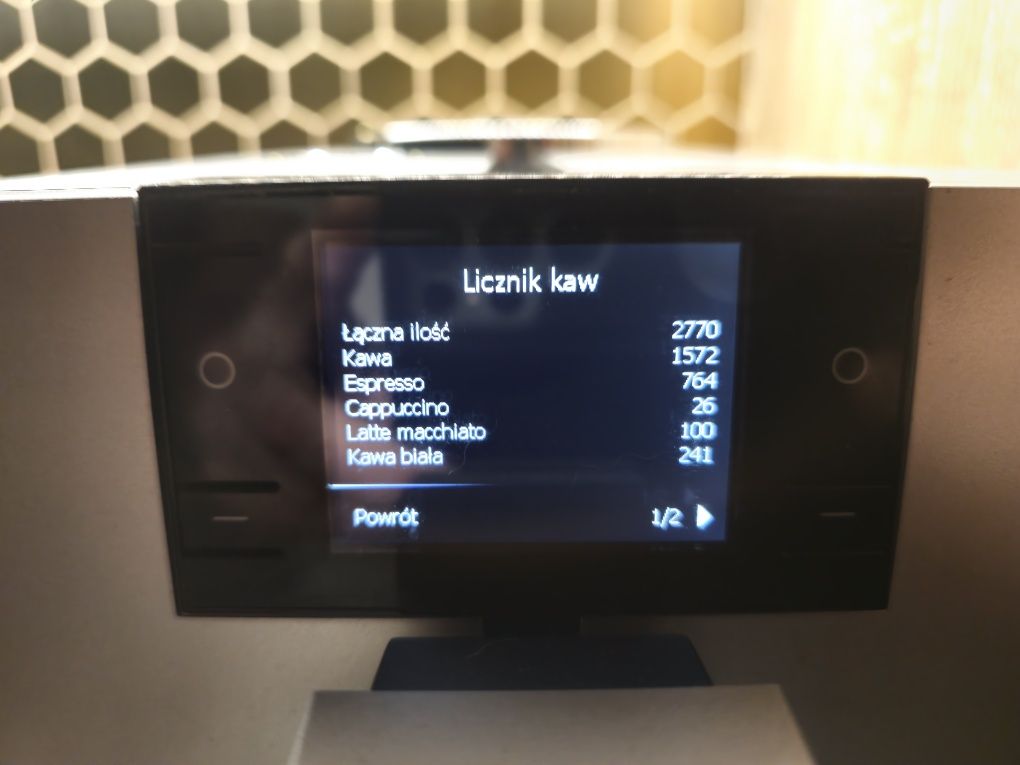 Licznik kaw
Łączna ilość 2770
Kawa 1572
Espresso 764
Cappuccino 26
Latte macchiato 100
Kawa biała 241
Powrót 1/2